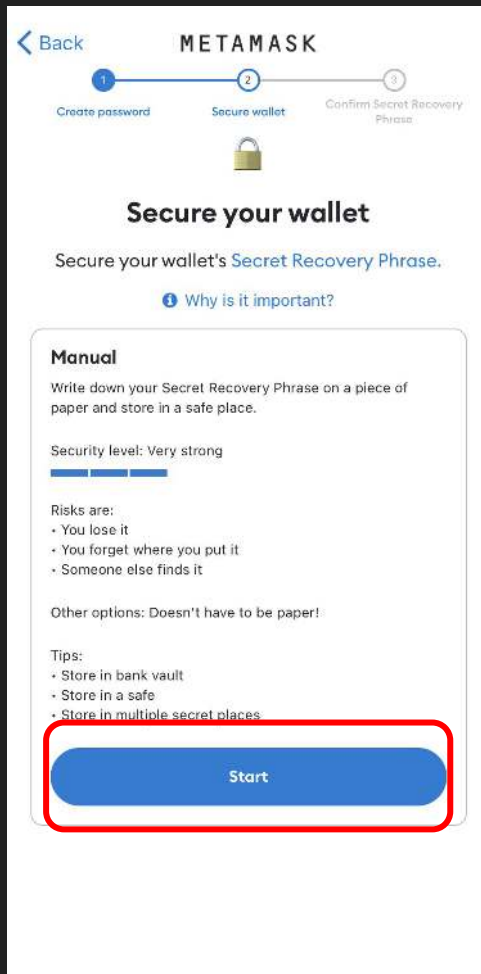 Back
METAMASK
1
2
3
Create password
Secure wallet
Confirm Secret Recovery
Phrase
Secure your wallet
Secure your wallet's Secret Recovery Phrase.
Why is it important?
Manual
Write down your Secret Recovery Phrase on a piece of
paper and store in a safe place.
Security level: Very strong
Risks are:
• You lose it
• You forget where you put it
• Someone else finds it
Other options: Doesn't have to be paper!
Tips:
• Store in bank vault
• Store in a safe
• Store in multiple secret places
Start